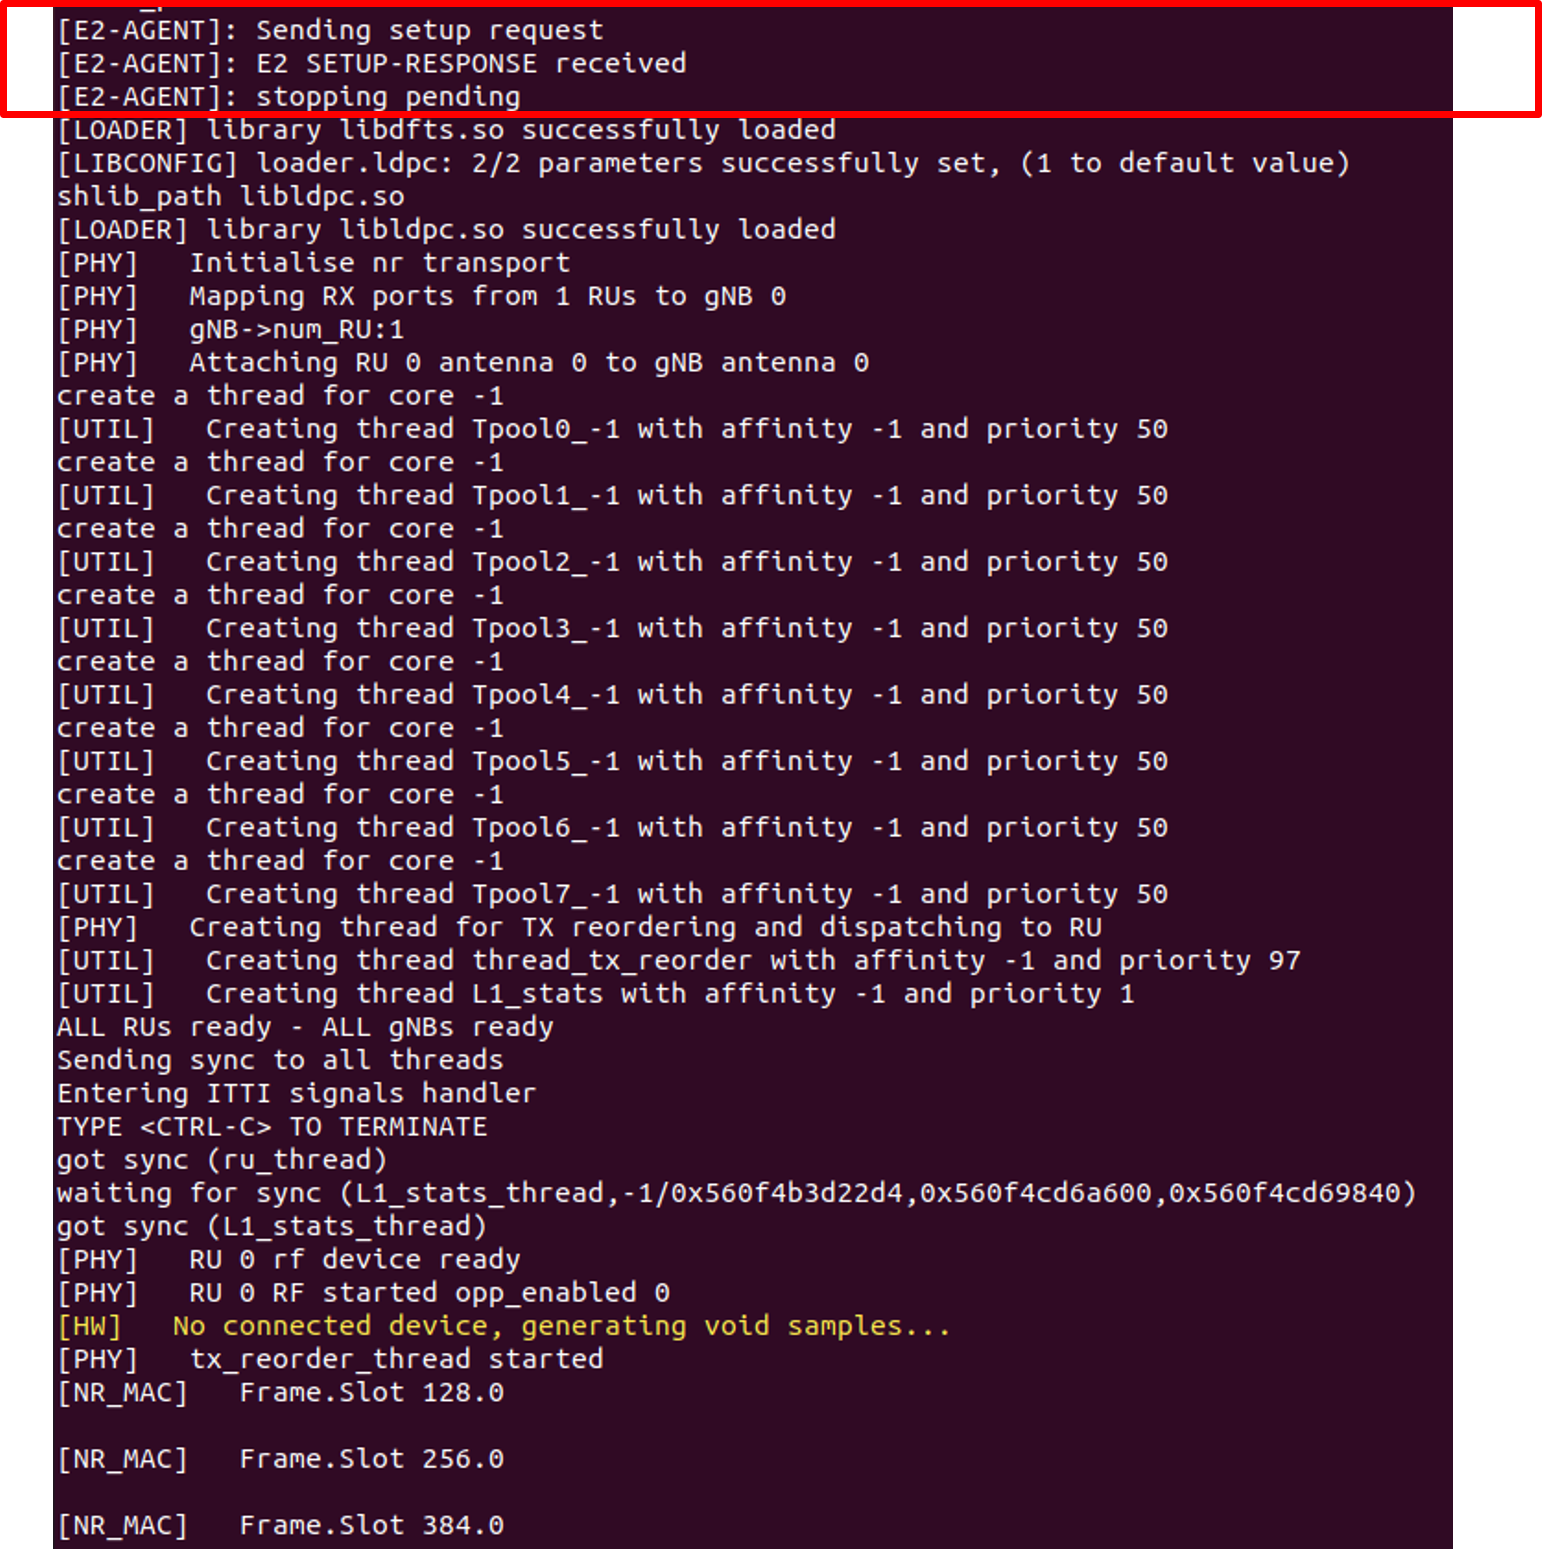 [E2-AGENT]: Sending setup request
[E2-AGENT]: E2 SETUP-RESPONSE received
[E2-AGENT]: stopping pending
[LOADER] library libdfts.so successfully loaded
[LIBCONFIG] loader.ldpc: 2/2 parameters successfully set, (1 to default value)
shlib_path libldpc.so
[LOADER] library libldpc.so successfully loaded
[PHY]   Initialise nr transport
[PHY]   Mapping RX ports from 1 RUs to gNB 0
[PHY]   gNB->num_RU:1
[PHY]   Attaching RU 0 antenna 0 to gNB antenna 0
create a thread for core -1
[UTIL]   Creating thread Tpool0_-1 with affinity -1 and priority 50
create a thread for core -1
[UTIL]   Creating thread Tpool1_-1 with affinity -1 and priority 50
create a thread for core -1
[UTIL]   Creating thread Tpool2_-1 with affinity -1 and priority 50
create a thread for core -1
[UTIL]   Creating thread Tpool3_-1 with affinity -1 and priority 50
create a thread for core -1
[UTIL]   Creating thread Tpool4_-1 with affinity -1 and priority 50
create a thread for core -1
[UTIL]   Creating thread Tpool5_-1 with affinity -1 and priority 50
create a thread for core -1
[UTIL]   Creating thread Tpool6_-1 with affinity -1 and priority 50
create a thread for core -1
[UTIL]   Creating thread Tpool7_-1 with affinity -1 and priority 50
[PHY]   Creating thread for TX reordering and dispatching to RU
[UTIL]   Creating thread thread_tx_reorder with affinity -1 and priority 97
[UTIL]   Creating thread L1_stats with affinity -1 and priority 1
ALL RUs ready - ALL gNBs ready
Sending sync to all threads
Entering ITTI signals handler
TYPE <CTRL-C> TO TERMINATE
got sync (ru_thread)
waiting for sync (L1_stats_thread,-1/0x560f4b3d22d4,0x560f4cd6a600,0x560f4cd69840)
got sync (L1_stats_thread)
[PHY]   RU 0 rf device ready
[PHY]   RU 0 RF started opp_enabled 0
[HW]   No connected device, generating void samples...
[PHY]   tx_reorder_thread started
[NR_MAC]   Frame.Slot 128.0
[NR_MAC]   Frame.Slot 256.0
[NR_MAC]   Frame.Slot 384.0